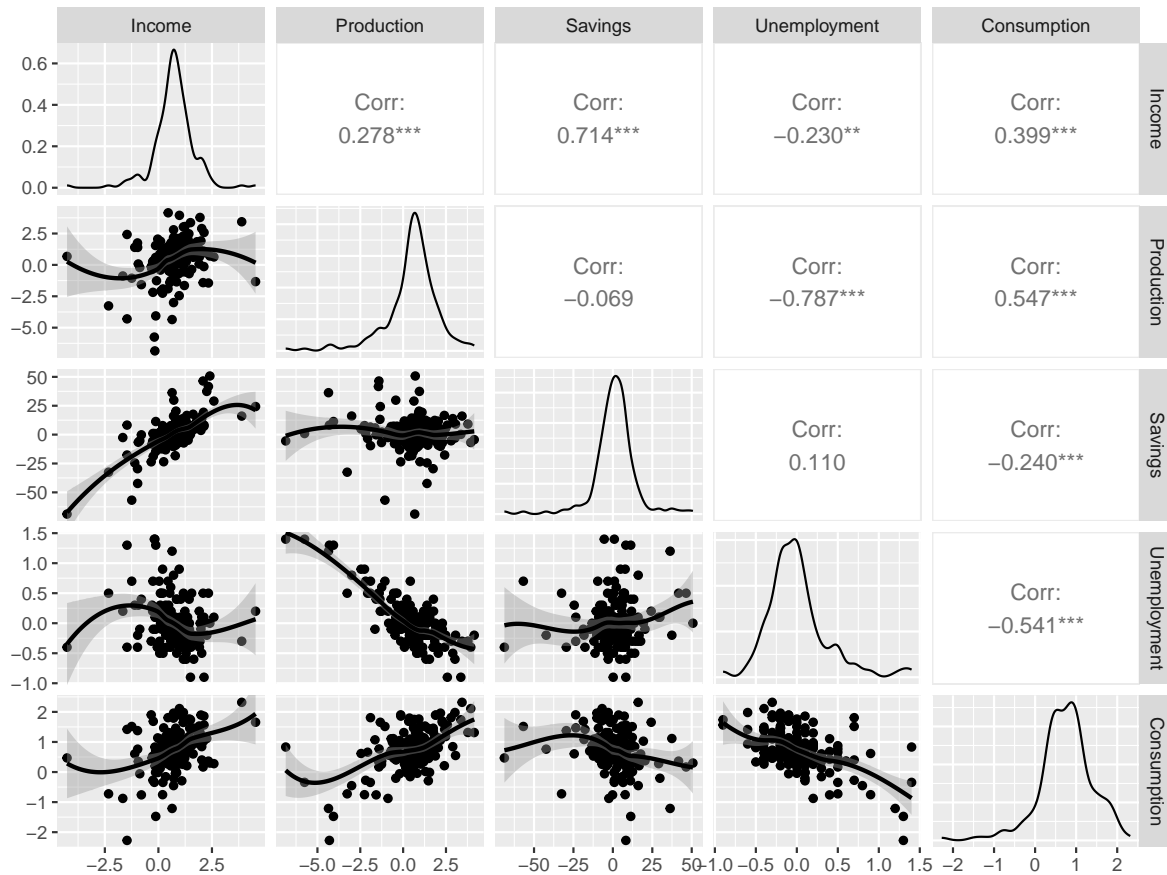 Income Production Savings Unemployment Consumption
0.6
0.4
0.2
0.0
Corr:
0.278***
Corr:
0.714***
Corr:
−0.230**
Corr:
0.399***
Income
2.5
0.0
−2.5
−5.0
Corr:
−0.069
Corr:
−0.787***
Corr:
0.547***
Production
50
25
0
−25
−50
Corr:
0.110
Corr:
−0.240***
Savings
1.5
1.0
0.5
0.0
−0.5
−1.0
Corr:
−0.541***
Unemployment
2
1
0
−1
−2
Consumption
−2.5 0.0 2.5 −5.0 −2.5 0.0 2.5 −50 −25 0 25 50 −1.0 −0.5 0.0 0.5 1.0 1.5 −2 −1 0 1 2